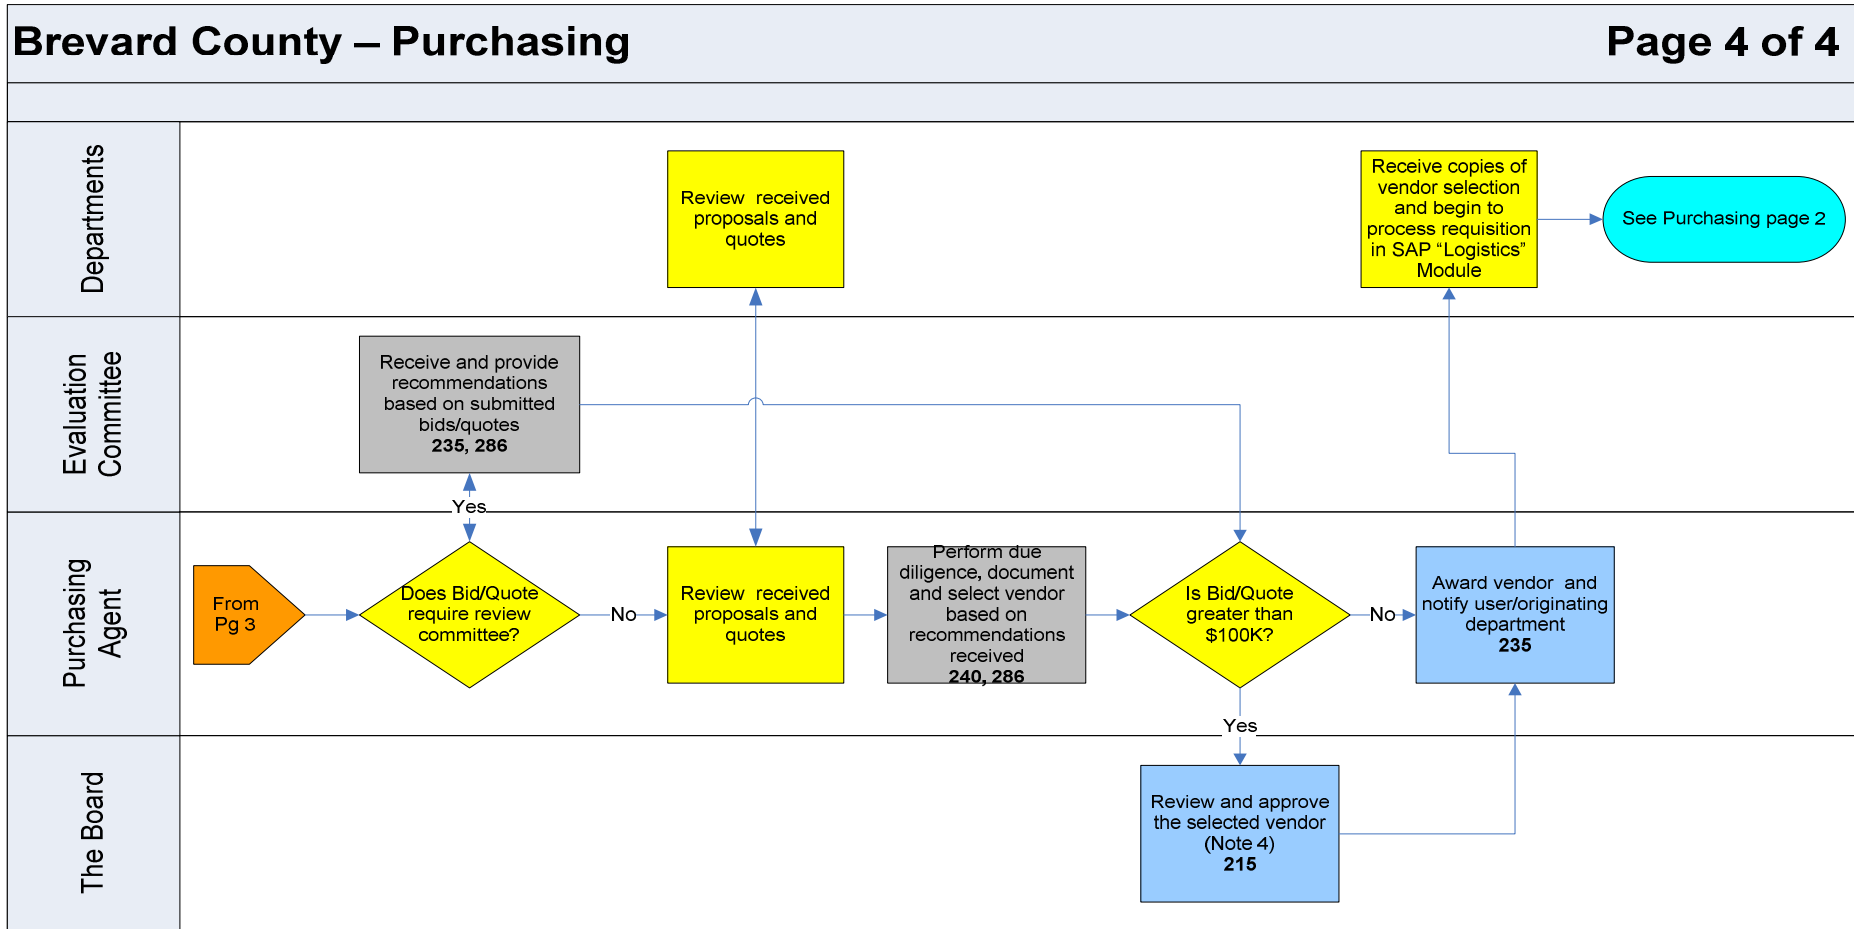 Brevard County – Purchasing
Page 4 of 4
Departments
Review received
proposals and
quotes
Receive copies of
vendor selection
and begin to
process requisition
in SAP “Logistics”
Module
See Purchasing page 2
Evaluation
Committee
Receive and provide
recommendations
based on submitted
bids/quotes
235, 286
Yes
Purchasing
Agent
From
Pg 3
Does Bid/Quote
require review
committee?
No
Review received
proposals and
quotes
Perform due
diligence, document
and select vendor
based on
recommendations
received
240, 286
Is Bid/Quote
greater than
$100K?
No
Award vendor and
notify user/originating
department
235
Yes
The Board
Review and approve
the selected vendor
(Note 4)
215